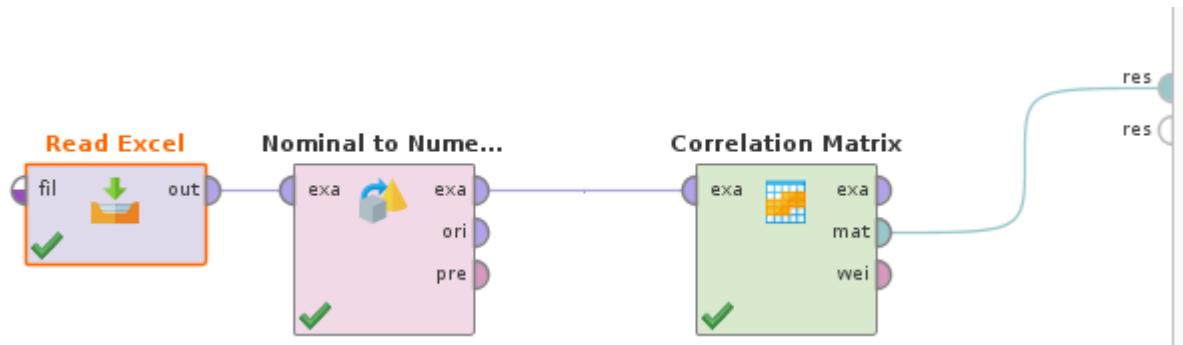 res
res
Read Excel
fil
out
Nominal to Nume...
exa
exa
ori
pre
Correlation Matrix
exa
exa
mat
wei